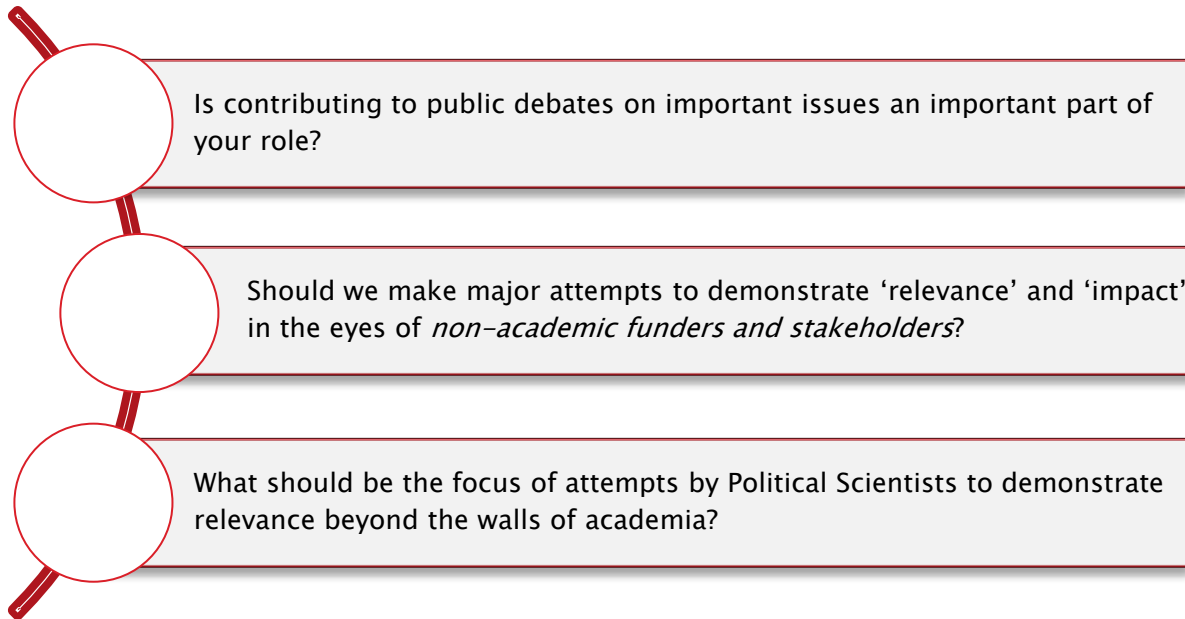 Is contributing to public debates on important issues an important part of
your role?
Should we make major attempts to demonstrate ‘relevance’ and ‘impact’
in the eyes of non-academic funders and stakeholders?
What should be the focus of attempts by Political Scientists to demonstrate
relevance beyond the walls of academia?